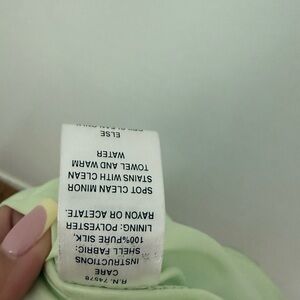 R.N. 74578
CARE
INSTRUCTIONS
SHELL FABRIC:
100%PURE SILK,
LINING: POLYESTER
RAYON OR ACETATE.
SPOT CLEAN MINOR
STAINS WITH CLEAN
TOWEL AND WARM
WATER
ELSE